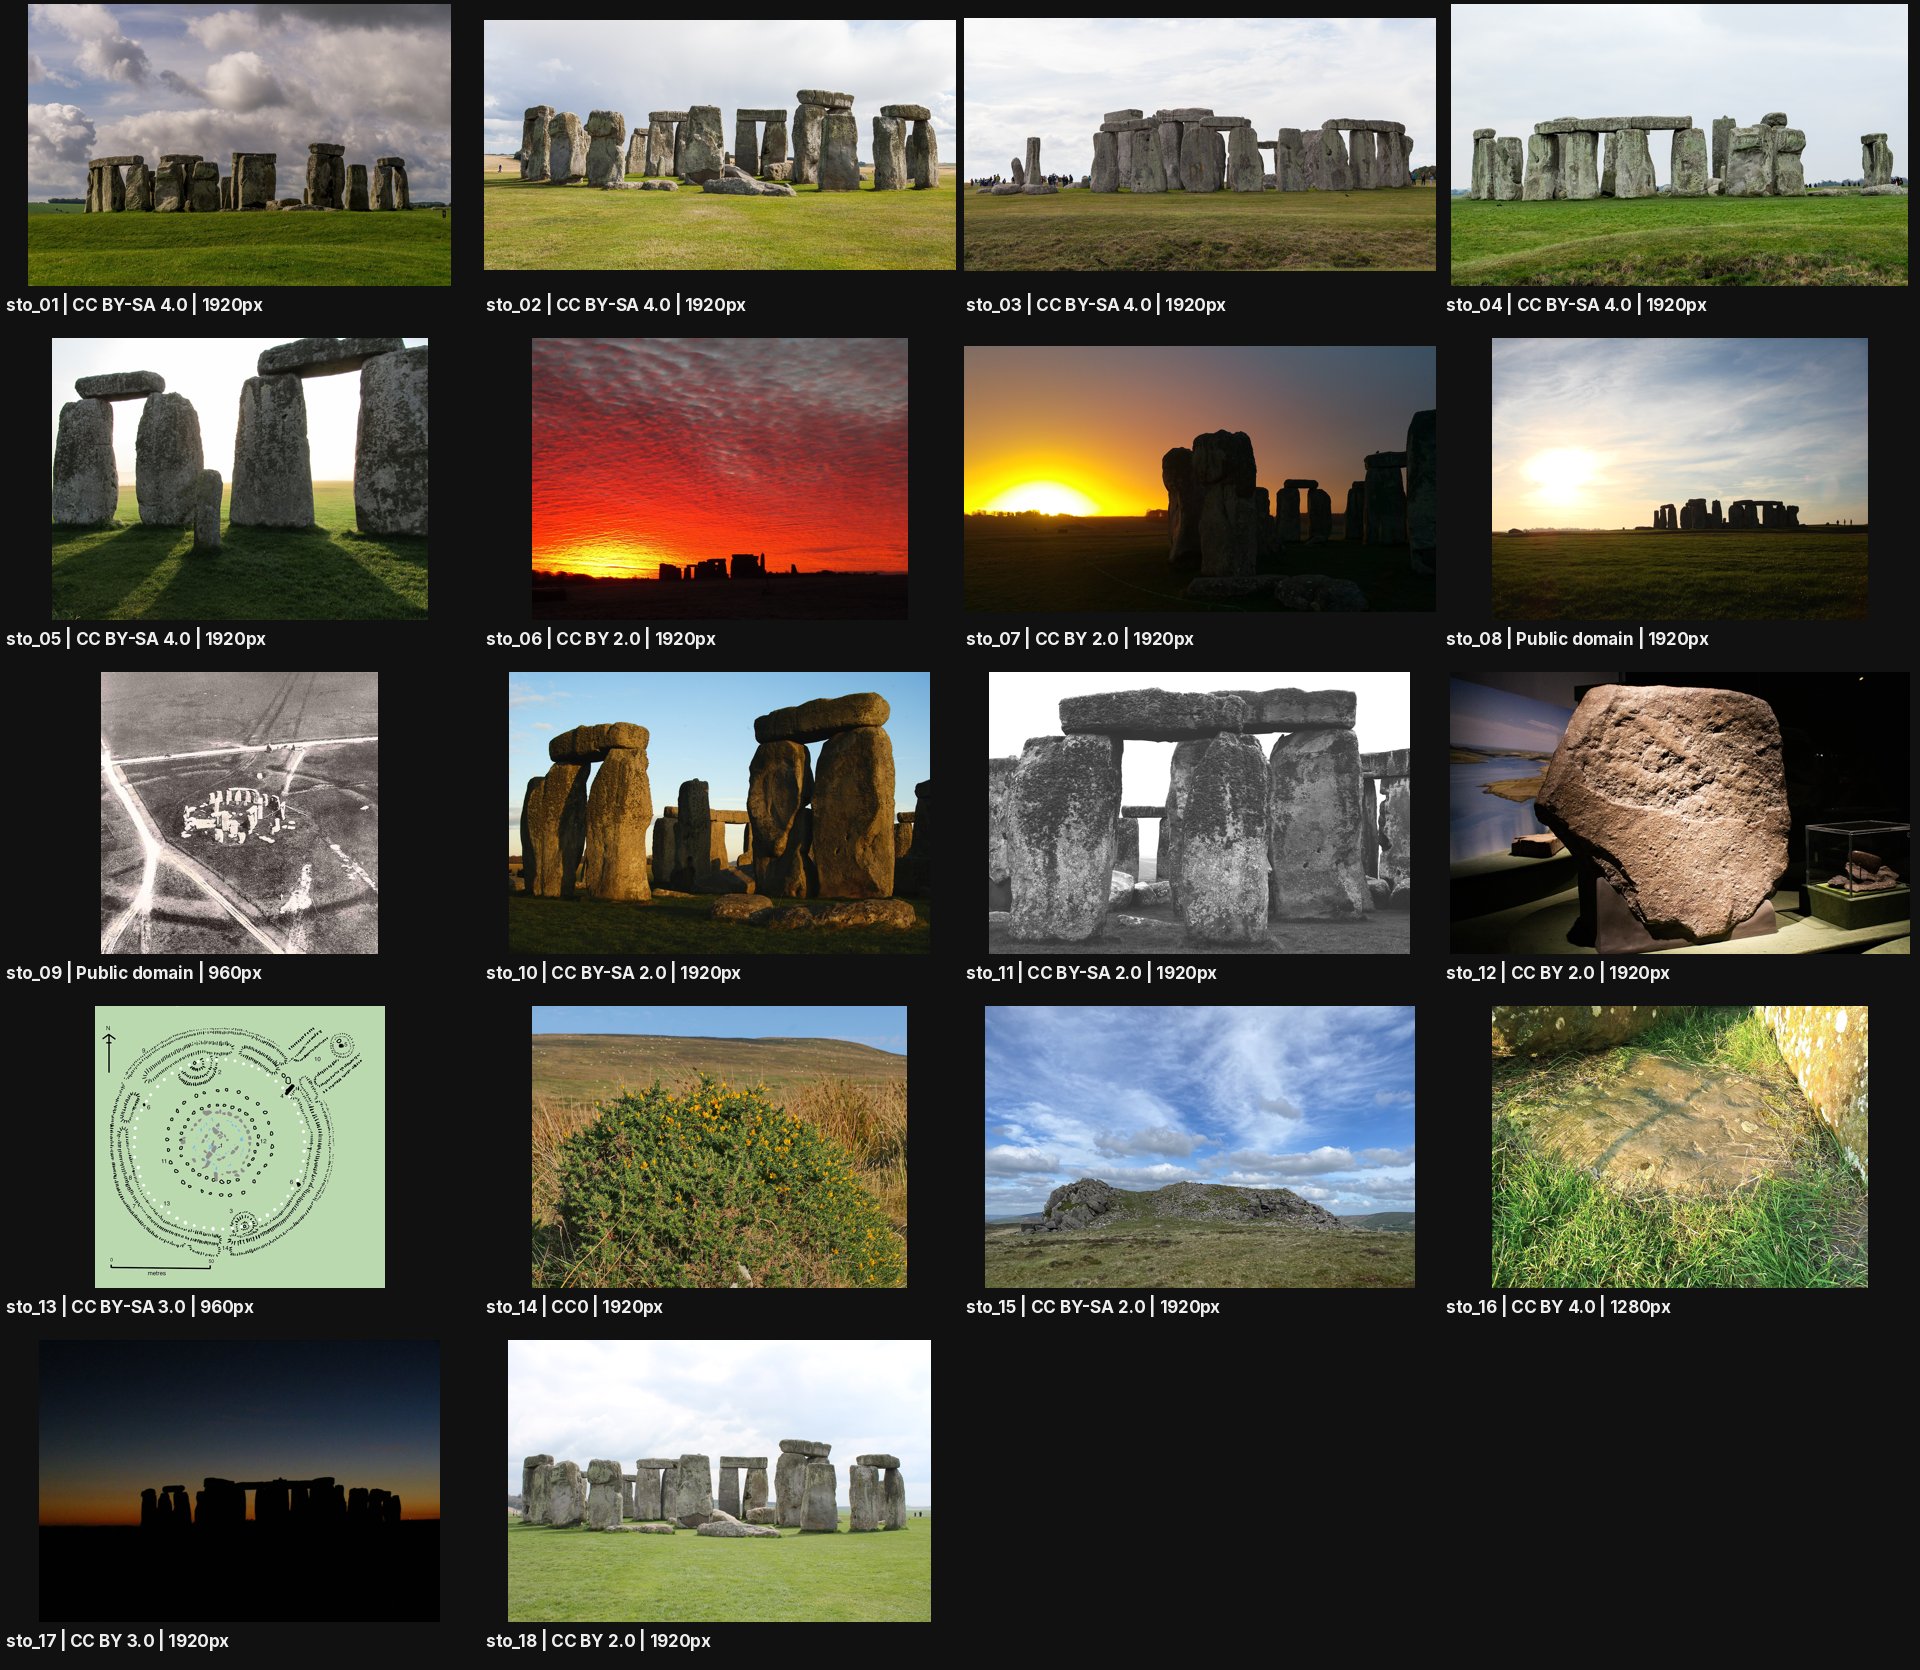 sto_01 | CC BY-SA 4.0 | 1920px
sto_02 | CC BY-SA 4.0 | 1920px
sto_03 | CC BY-SA 4.0 | 1920px
sto_04 | CC BY-SA 4.0 | 1920px
sto_05 | CC BY-SA 4.0 | 1920px
sto_06 | CC BY 2.0 | 1920px
sto_07 | CC BY 2.0 | 1920px
sto_08 | Public domain | 1920px
sto_09 | Public domain | 960px
sto_10 | CC BY-SA 2.0 | 1920px
sto_11 | CC BY-SA 2.0 | 1920px
sto_12 | CC BY 2.0 | 1920px
N
10
12
11
13
metres
sto_13 | CC BY-SA 3.0 | 960px
sto_14 | CC0 | 1920px
sto_15 | CC BY-SA 2.0 | 1920px
sto_16 | CC BY 4.0 | 1280px
sto_17 | CC BY 3.0 | 1920px
sto_18 | CC BY 2.0 | 1920px